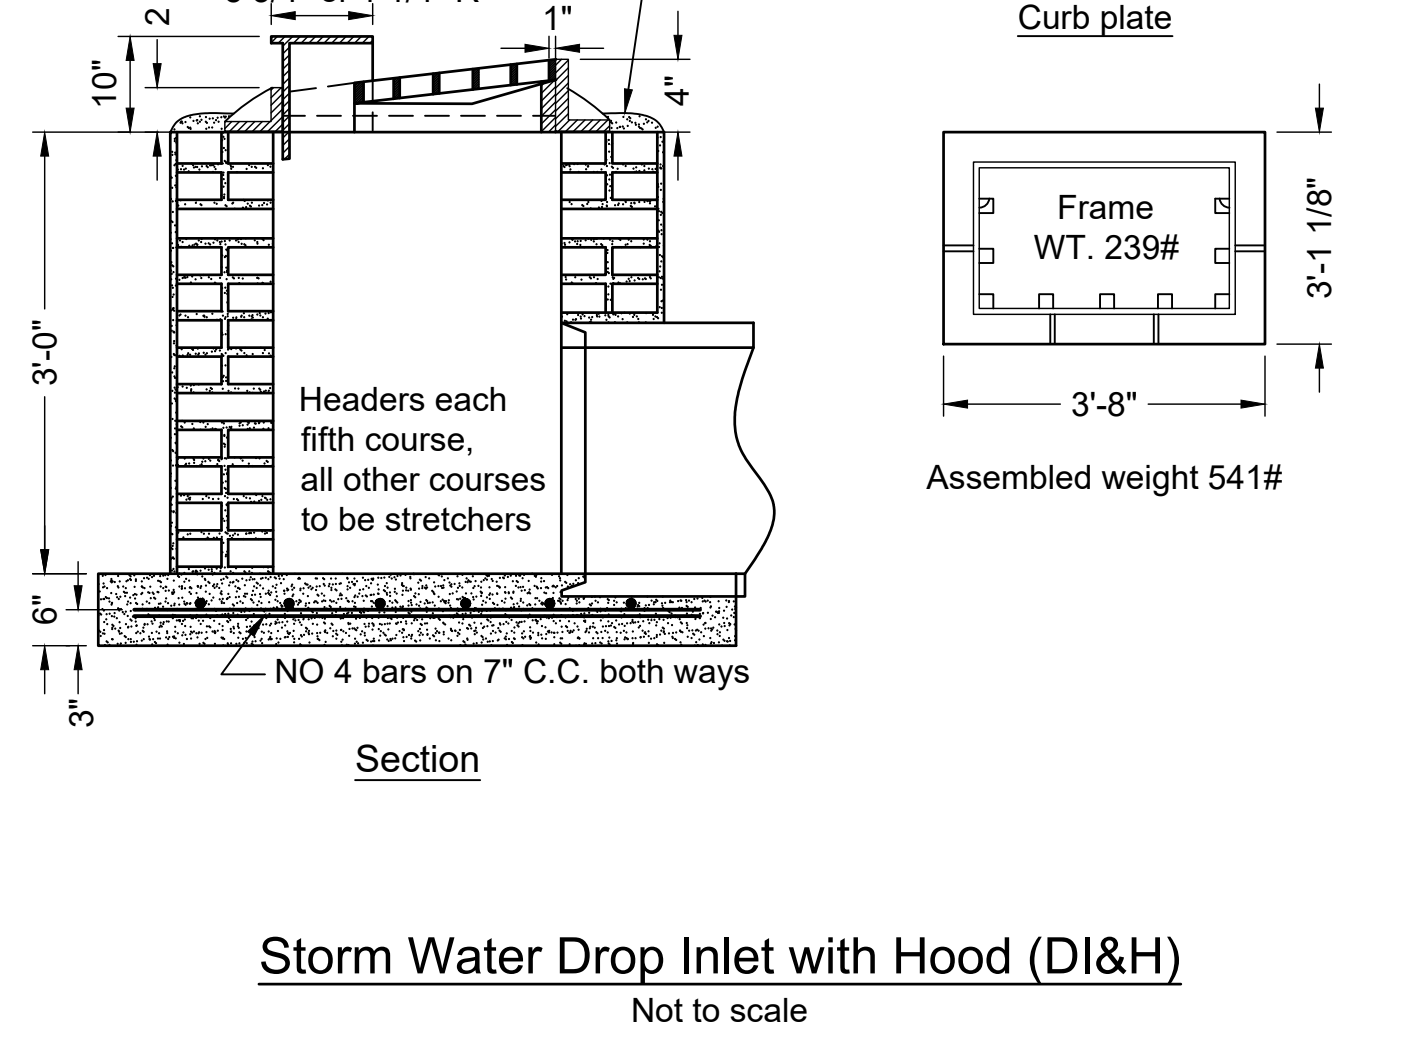 2
1"
Curb plate
10"
4"
Frame
WT. 239#
3'-1 1/8"
3'-0"
Headers each
fifth course,
all other courses
to be stretchers
3'-8"
Assembled weight 541#
6"
NO 4 bars on 7" C.C. both ways
3"
Section
Storm Water Drop Inlet with Hood (DI&H)
Not to scale